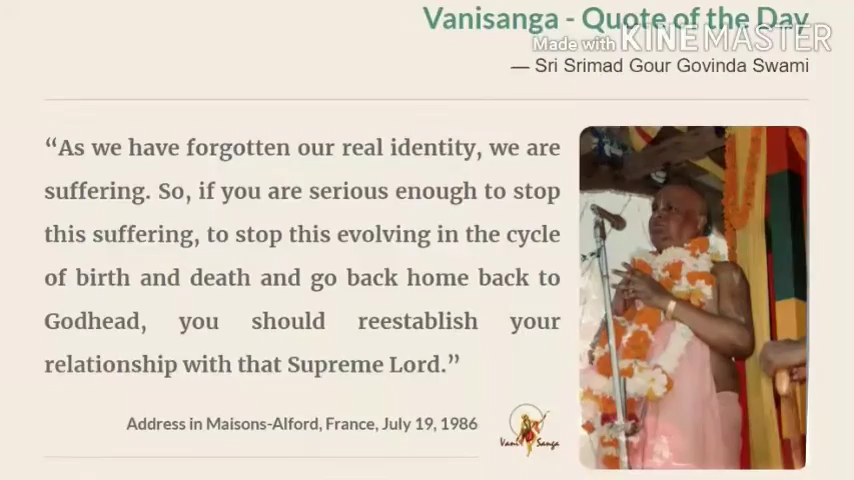 Vanisanga - Quote of the Day
Made with KINEMASTER
— Sri Srimad Gour Govinda Swami
“As we have forgotten our real identity, we are
suffering. So, if you are serious enough to stop
this suffering, to stop this evolving in the cycle
of birth and death and go back home back to
Godhead, you should reestablish your
relationship with that Supreme Lord.”
Address in Maisons-Alford, France, July 19, 1986
Vani Sanga